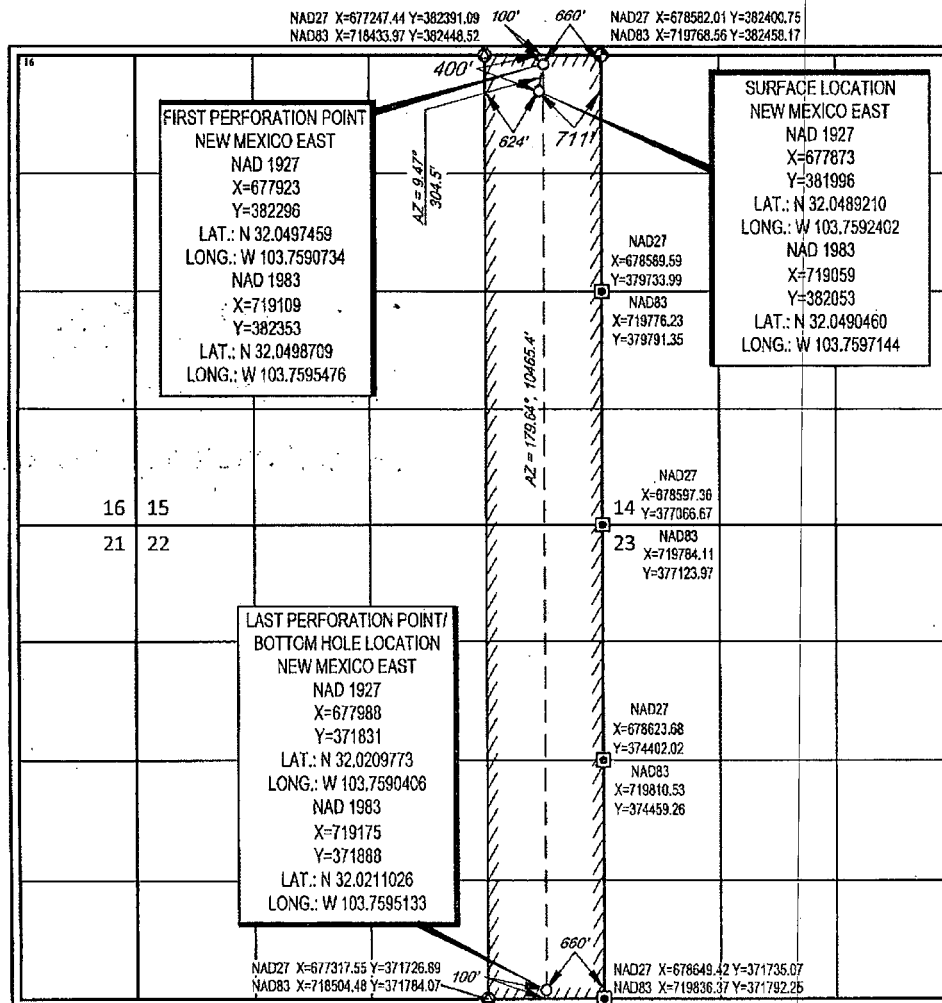 NAD27 X=677247.44 Y=382391.09
NAD83 X=718433.97 Y=382448.52
100'
660'
NAD27 X=678582.01 Y=382400.75
NAD83 X=719768.56 Y=382458.17
16
400'
624'
711'
AZ = 9.47°
304.5'
FIRST PERFORATION POINT
NEW MEXICO EAST
NAD 1927
X=677923
Y=382296
LAT.: N 32.0497459
LONG.: W 103.7590734
NAD 1983
X=719109
Y=382353
LAT.: N 32.0498709
LONG.: W 103.7595476
SURFACE LOCATION
NEW MEXICO EAST
NAD 1927
X=677873
Y=381996
LAT.: N 32.0489210
LONG.: W 103.7592402
NAD 1983
X=719059
Y=382053
LAT.: N 32.0490460
LONG.: W 103.7597144
NAD27
X=678589.59
Y=379733.99
NAD83
X=719776.23
Y=379791.35
AZ = 179.64°, 10465.4'
16 15
21 22
14
23
NAD27
X=678597.36
Y=377066.67
NAD83
X=719784.11
Y=377123.97
LAST PERFORATION POINT/
BOTTOM HOLE LOCATION
NEW MEXICO EAST
NAD 1927
X=677988
Y=371831
LAT.: N 32.0209773
LONG.: W 103.7590406
NAD 1983
X=719175
Y=371888
LAT.: N 32.0211026
LONG.: W 103.7595133
NAD27
X=678623.68
Y=374402.02
NAD83
X=719810.53
Y=374459.26
NAD27 X=677317.55 Y=371726.69
NAD83 X=718504.48 Y=371784.07
100'
660'
NAD27 X=678649.42 Y=371735.07
NAD83 X=719836.37 Y=371792.25